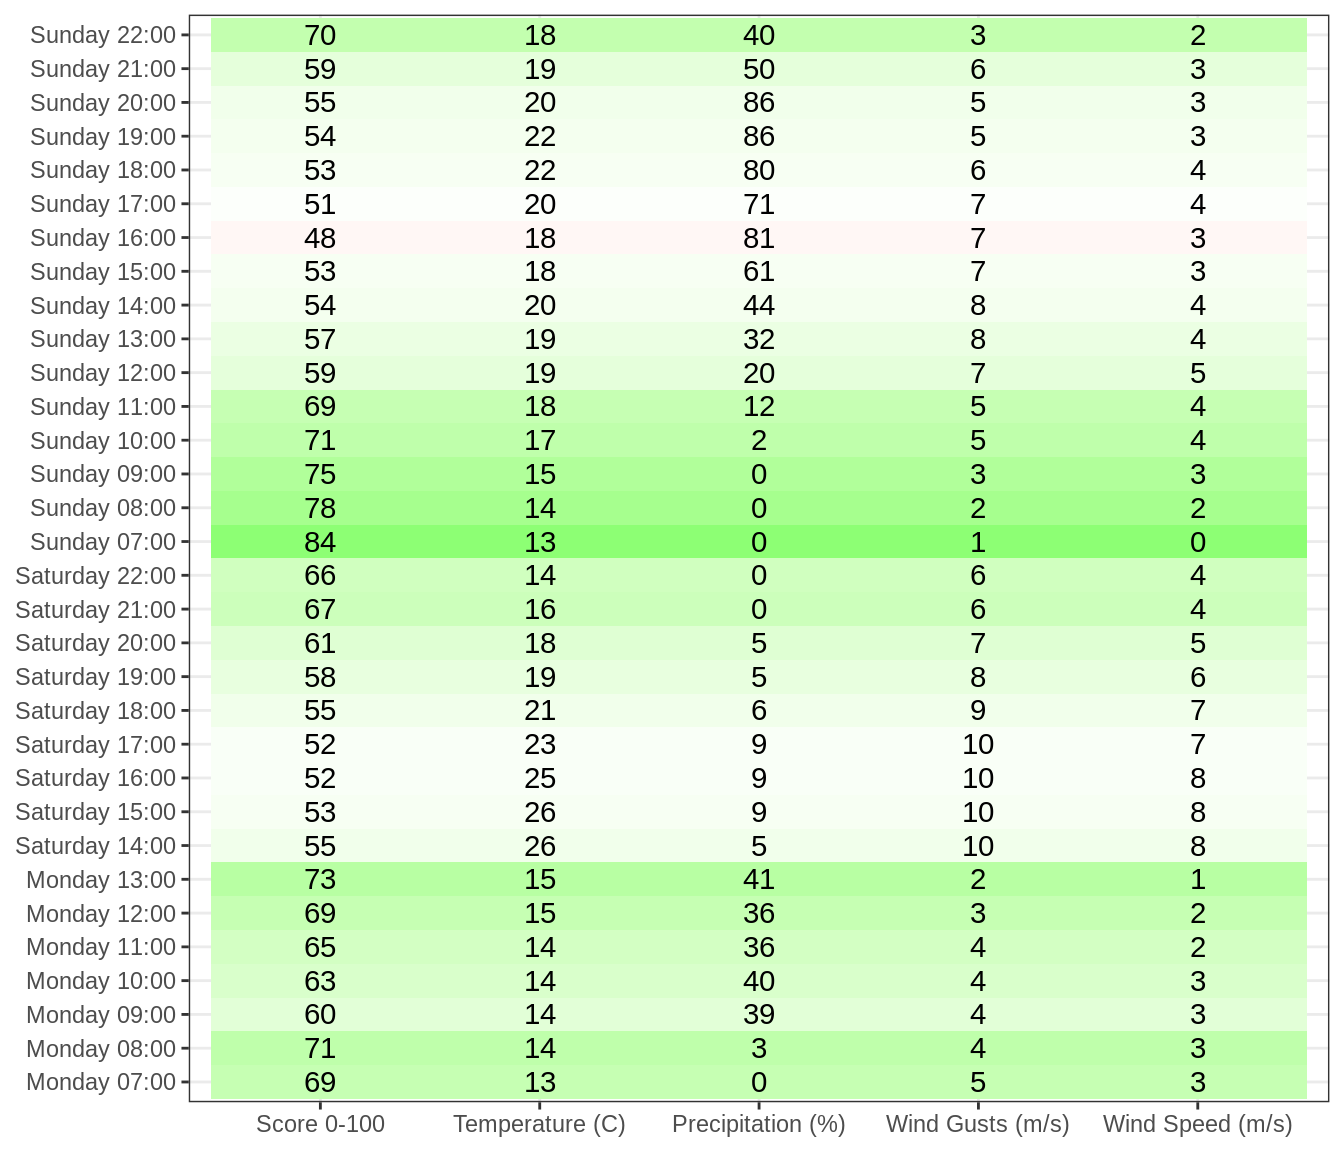 Sunday 22:00 70 18 40 3 2
Sunday 21:00 59 19 50 6 3
Sunday 20:00 55 20 86 5 3
Sunday 19:00 54 22 86 5 3
Sunday 18:00 53 22 80 6 4
Sunday 17:00 51 20 71 7 4
Sunday 16:00 48 18 81 7 3
Sunday 15:00 53 18 61 7 3
Sunday 14:00 54 20 44 8 4
Sunday 13:00 57 19 32 8 4
Sunday 12:00 59 19 20 7 5
Sunday 11:00 69 18 12 5 4
Sunday 10:00 71 17 2 5 4
Sunday 09:00 75 15 0 3 3
Sunday 08:00 78 14 0 2 2
Sunday 07:00 84 13 0 1 0
Saturday 22:00 66 14 0 6 4
Saturday 21:00 67 16 0 6 4
Saturday 20:00 61 18 5 7 5
Saturday 19:00 58 19 5 8 6
Saturday 18:00 55 21 6 9 7
Saturday 17:00 52 23 9 10 7
Saturday 16:00 52 25 9 10 8
Saturday 15:00 53 26 9 10 8
Saturday 14:00 55 26 5 10 8
Monday 13:00 73 15 41 2 1
Monday 12:00 69 15 36 3 2
Monday 11:00 65 14 36 4 2
Monday 10:00 63 14 40 4 3
Monday 09:00 60 14 39 4 3
Monday 08:00 71 14 3 4 3
Monday 07:00 69 13 0 5 3
Score 0-100 Temperature (C) Precipitation (%) Wind Gusts (m/s) Wind Speed (m/s)